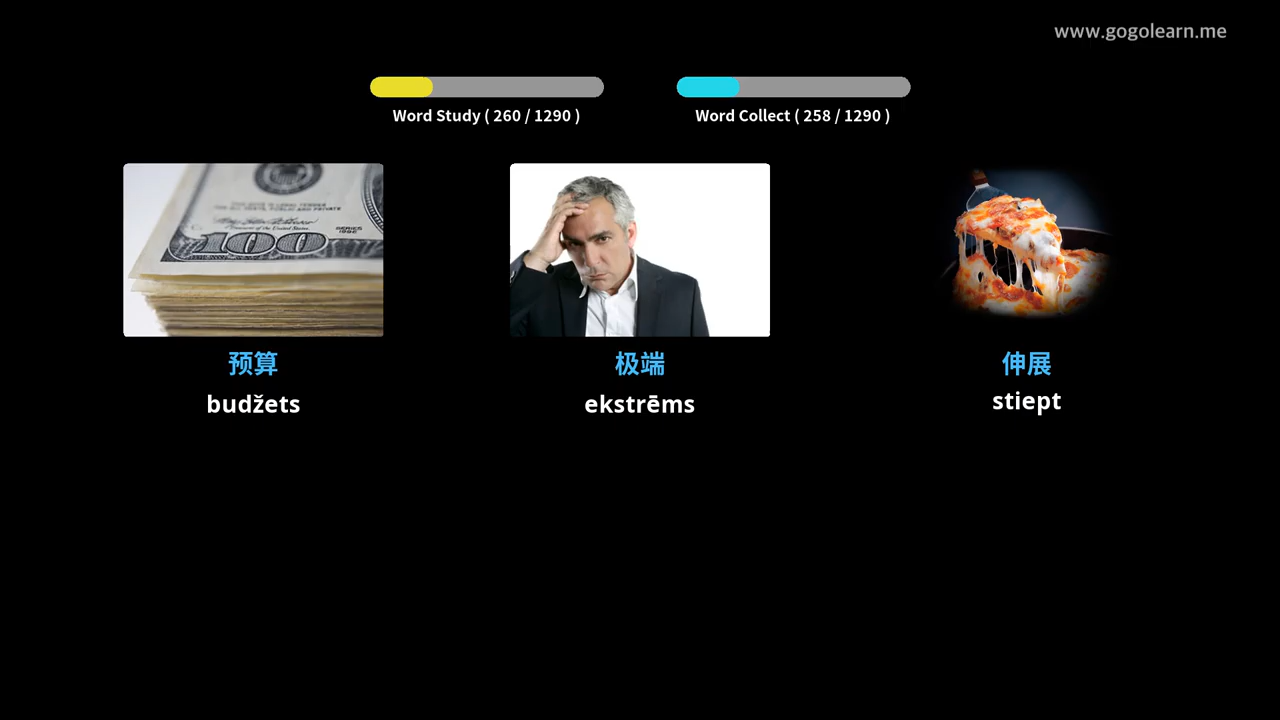 www.gogolearn.me
Word Study ( 260 / 1290 )
Word Collect ( 258 / 1290 )
100
预算
极端
伸展
budžets
ekstrēms
stiept